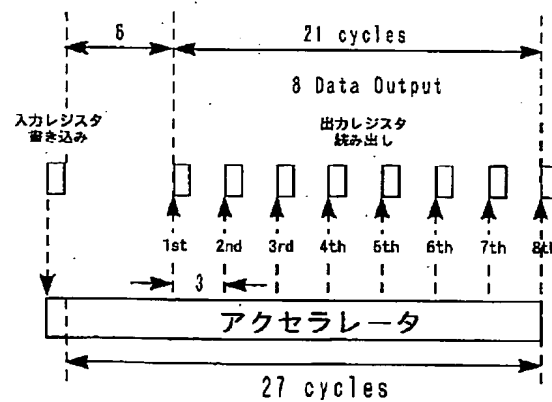 6
21 cycles
8 Data Output
入力レジスタ
書き込み
出力レジスタ
読み出し
1st 2nd 3rd 4th 5th 6th 7th 8th
3
アクセラレータ
27 cycles